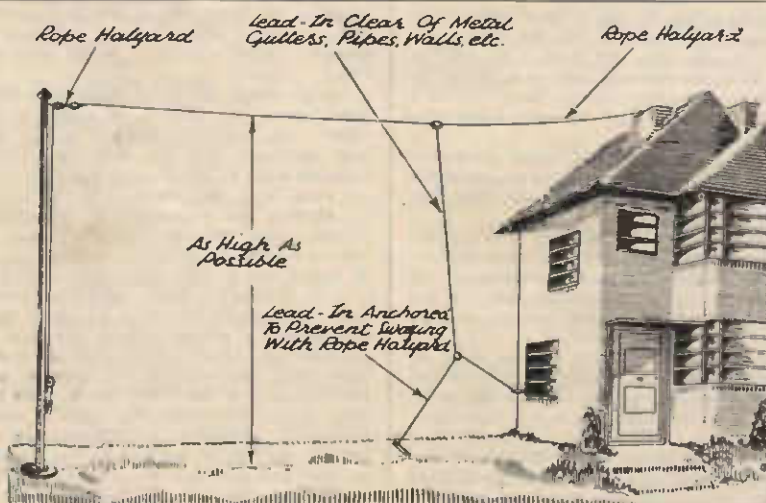 Rope Halyard
Lead-In Clear Of Metal
Gutters, Pipes, Walls, etc.
Rope Halyard
As High As
Possible
Lead-In Anchored
To Prevent Swaying
With Rope Halyard